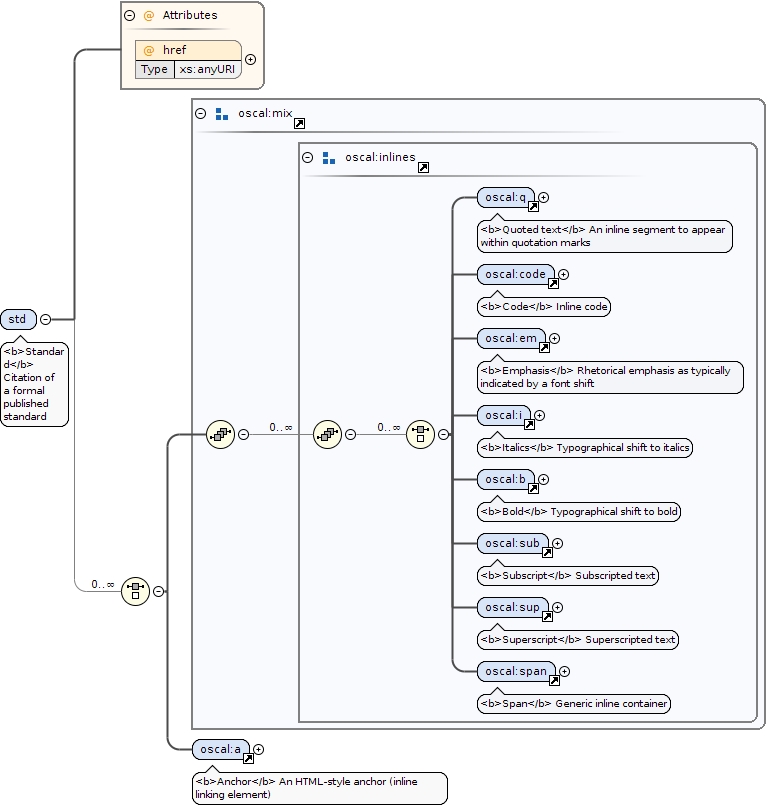 @ Attributes
@ href
Type xs:anyURI
oscal:mix
oscal:inlines
oscal:q
<b>Quoted text</b> An inline segment to appear
within quotation marks
oscal:code
<b>Code</b> Inline code
oscal:em
<b>Emphasis</b> Rhetorical emphasis as typically
indicated by a font shift
std
<b>Standar
d</b>
Citation of
a formal
published
standard
0..∞
0..∞
oscal:i
<b>Italics</b> Typographical shift to italics
oscal:b
<b>Bold</b> Typographical shift to bold
oscal:sub
<b>Subscript</b> Subscripted text
0..∞
oscal:sup
<b>Superscript</b> Superscripted text
oscal:span
<b>Span</b> Generic inline container
oscal:a
<b>Anchor</b> An HTML-style anchor (inline
linking element)